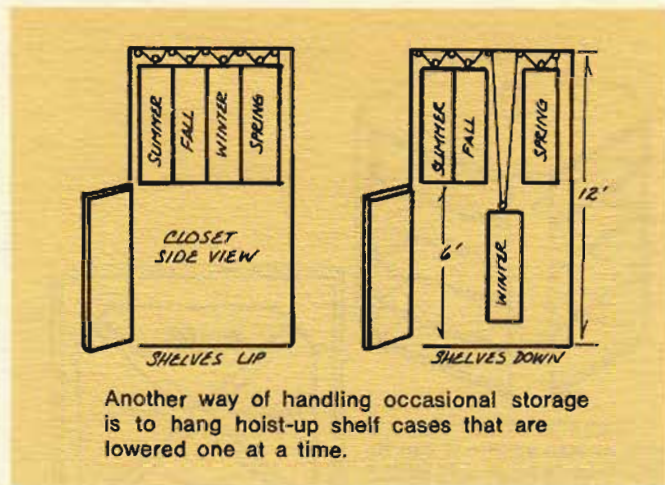 SUMMER
FALL
WINTER
SPRING
CLOSET
SIDE VIEW
SHELVES UP
SUMMER
FALL
WINTER
SPRING
12'
6'
SHELVES DOWN
Another way of handling occasional storage
is to hang hoist-up shelf cases that are
lowered one at a time.